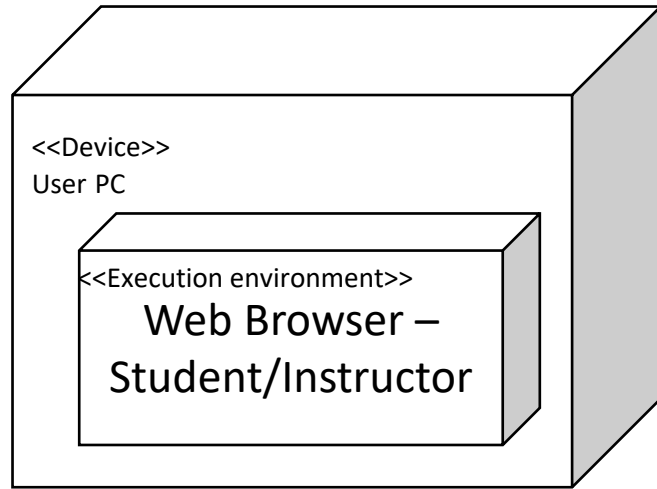 <<Device>>
User PC
<<Execution environment>>
Web Browser –
Student/Instructor